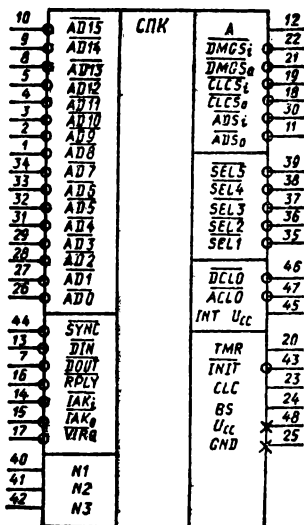 СПК
10 AD15
9 AD14
8 AD13
5 AD12
4 AD11
3 AD10
2 AD9
1 AD8
34 AD7
33 AD6
32 AD5
31 AD4
29 AD3
28 AD2
27 AD1
26 AD0
44 SYNC
13 DIN
7 DOUT
16 RPLY
14 IAKi
15 IAKo
17 VIRQ
40 N1
41 N2
42 N3
A 12
DMGSi 22
DMGSo 21
CLCSi 19
CLCSo 18
ADSi 30
ADSo 11
SEL5 39
SEL4 38
SEL3 37
SEL2 36
SEL1 35
DCLO 46
ACLO 47
INT Ucc 45
TMR 20
INIT 43
CLC 23
BS 24
Ucc 48
GND 25